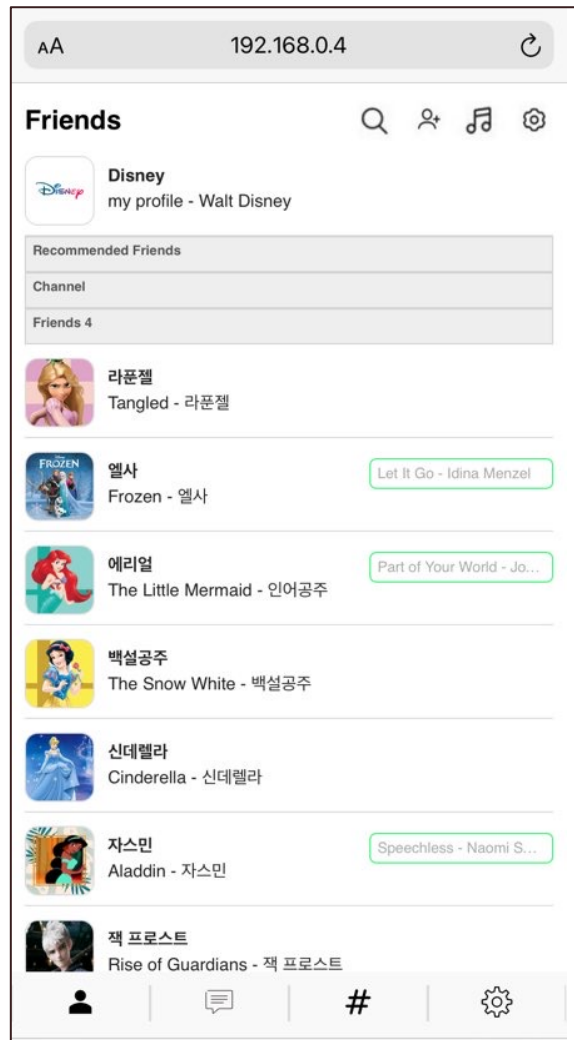 AA 192.168.0.4
Friends
Disney
Disney
my profile - Walt Disney
Recommended Friends
Channel
Friends 4
라푼젤
Tangled - 라푼젤
FROZEN
엘사
Let It Go - Idina Menzel
Frozen - 엘사
에리얼
Part of Your World - Jo...
The Little Mermaid - 인어공주
백설공주
The Snow White - 백설공주
신데렐라
Cinderella - 신데렐라
자스민
Speechless - Naomi S...
Aladdin - 자스민
잭 프로스트
Rise of Guardians - 잭 프로스트
#